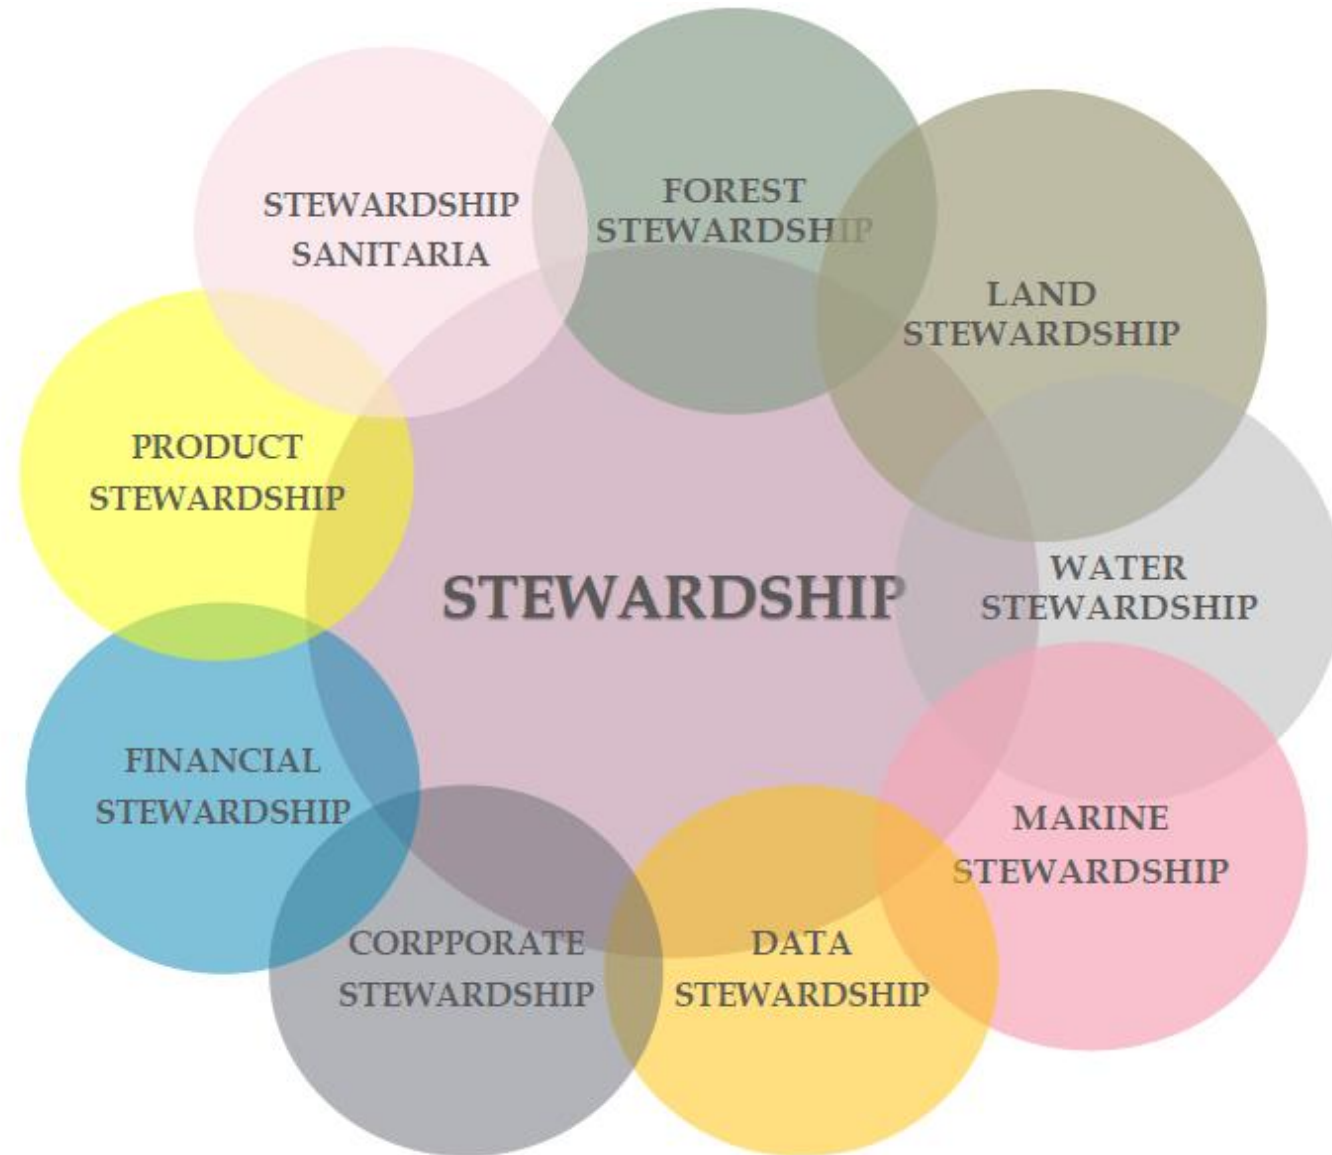 STEWARDSHIP
SANITARIA
FOREST
STEWARDSHIP
LAND
STEWARDSHIP
PRODUCT
STEWARDSHIP
STEWARDSHIP
WATER
STEWARDSHIP
FINANCIAL
STEWARDSHIP
MARINE
STEWARDSHIP
CORPPORATE
STEWARDSHIP
DATA
STEWARDSHIP